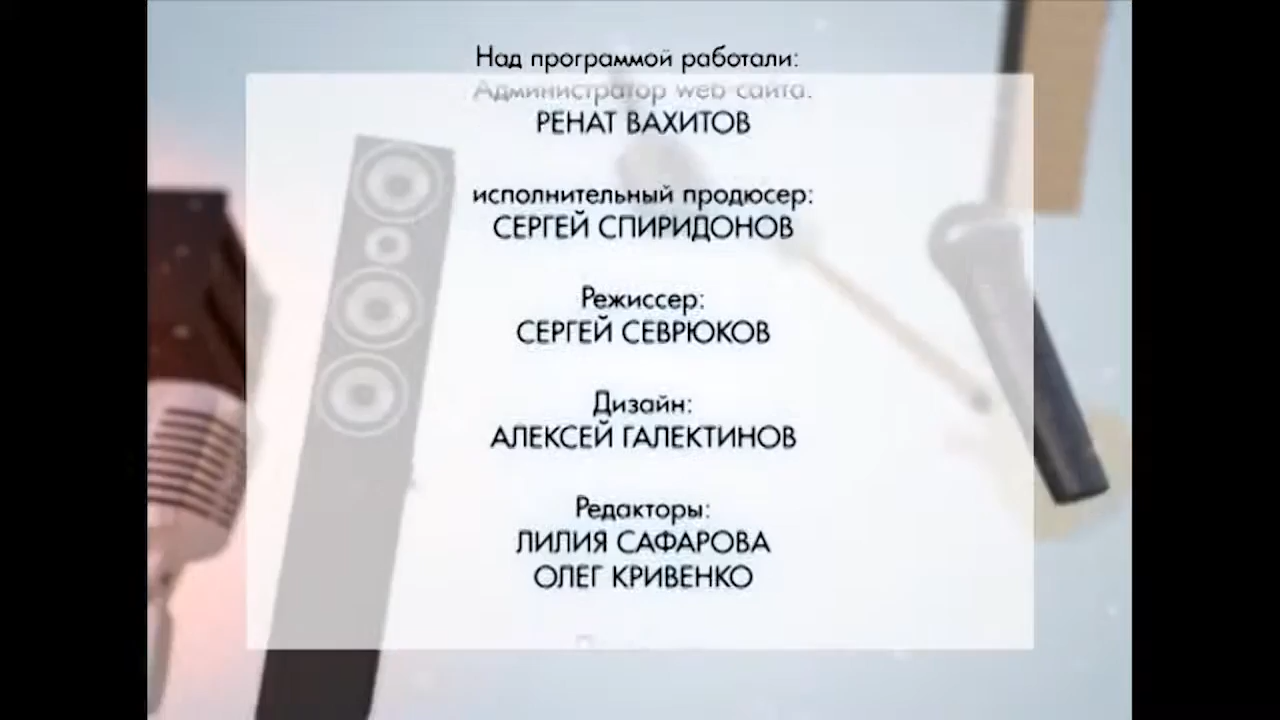 Над программой работали:
Администратор web сайта:
РЕНАТ ВАХИТОВ
исполнительный продюсер:
СЕРГЕЙ СПИРИДОНОВ
Режиссер:
СЕРГЕЙ СЕВРЮКОВ
Дизайн:
АЛЕКСЕЙ ГАЛЕКТИНОВ
Редакторы:
ЛИЛИЯ САФАРОВА
ОЛЕГ КРИВЕНКО